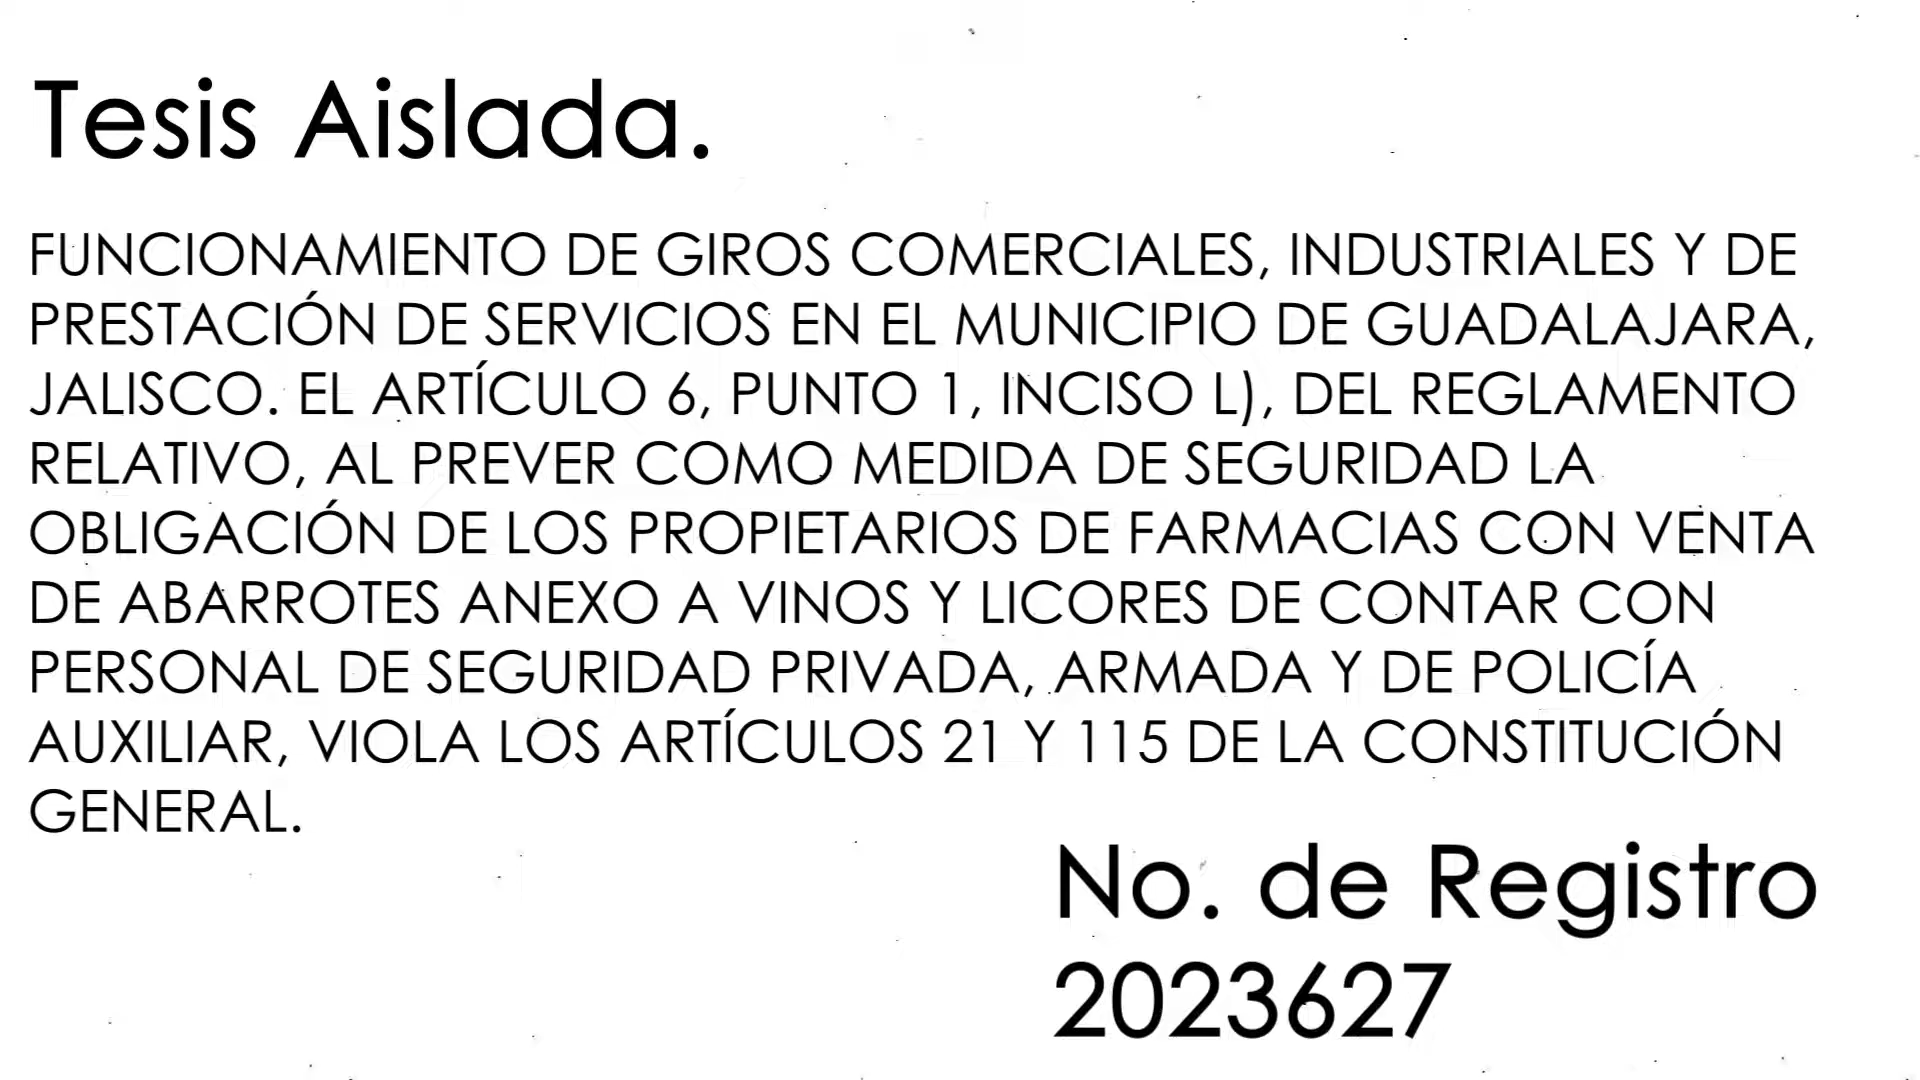 Tesis Aislada.
FUNCIONAMIENTO DE GIROS COMERCIALES, INDUSTRIALES Y DE
PRESTACIÓN DE SERVICIOS EN EL MUNICIPIO DE GUADALAJARA,
JALISCO. EL ARTÍCULO 6, PUNTO 1, INCISO L), DEL REGLAMENTO
RELATIVO, AL PREVER COMO MEDIDA DE SEGURIDAD LA
OBLIGACIÓN DE LOS PROPIETARIOS DE FARMACIAS CON VENTA
DE ABARROTES ANEXO A VINOS Y LICORES DE CONTAR CON
PERSONAL DE SEGURIDAD PRIVADA, ARMADA Y DE POLICÍA
AUXILIAR, VIOLA LOS ARTÍCULOS 21 Y 115 DE LA CONSTITUCIÓN
GENERAL.
No. de Registro
2023627